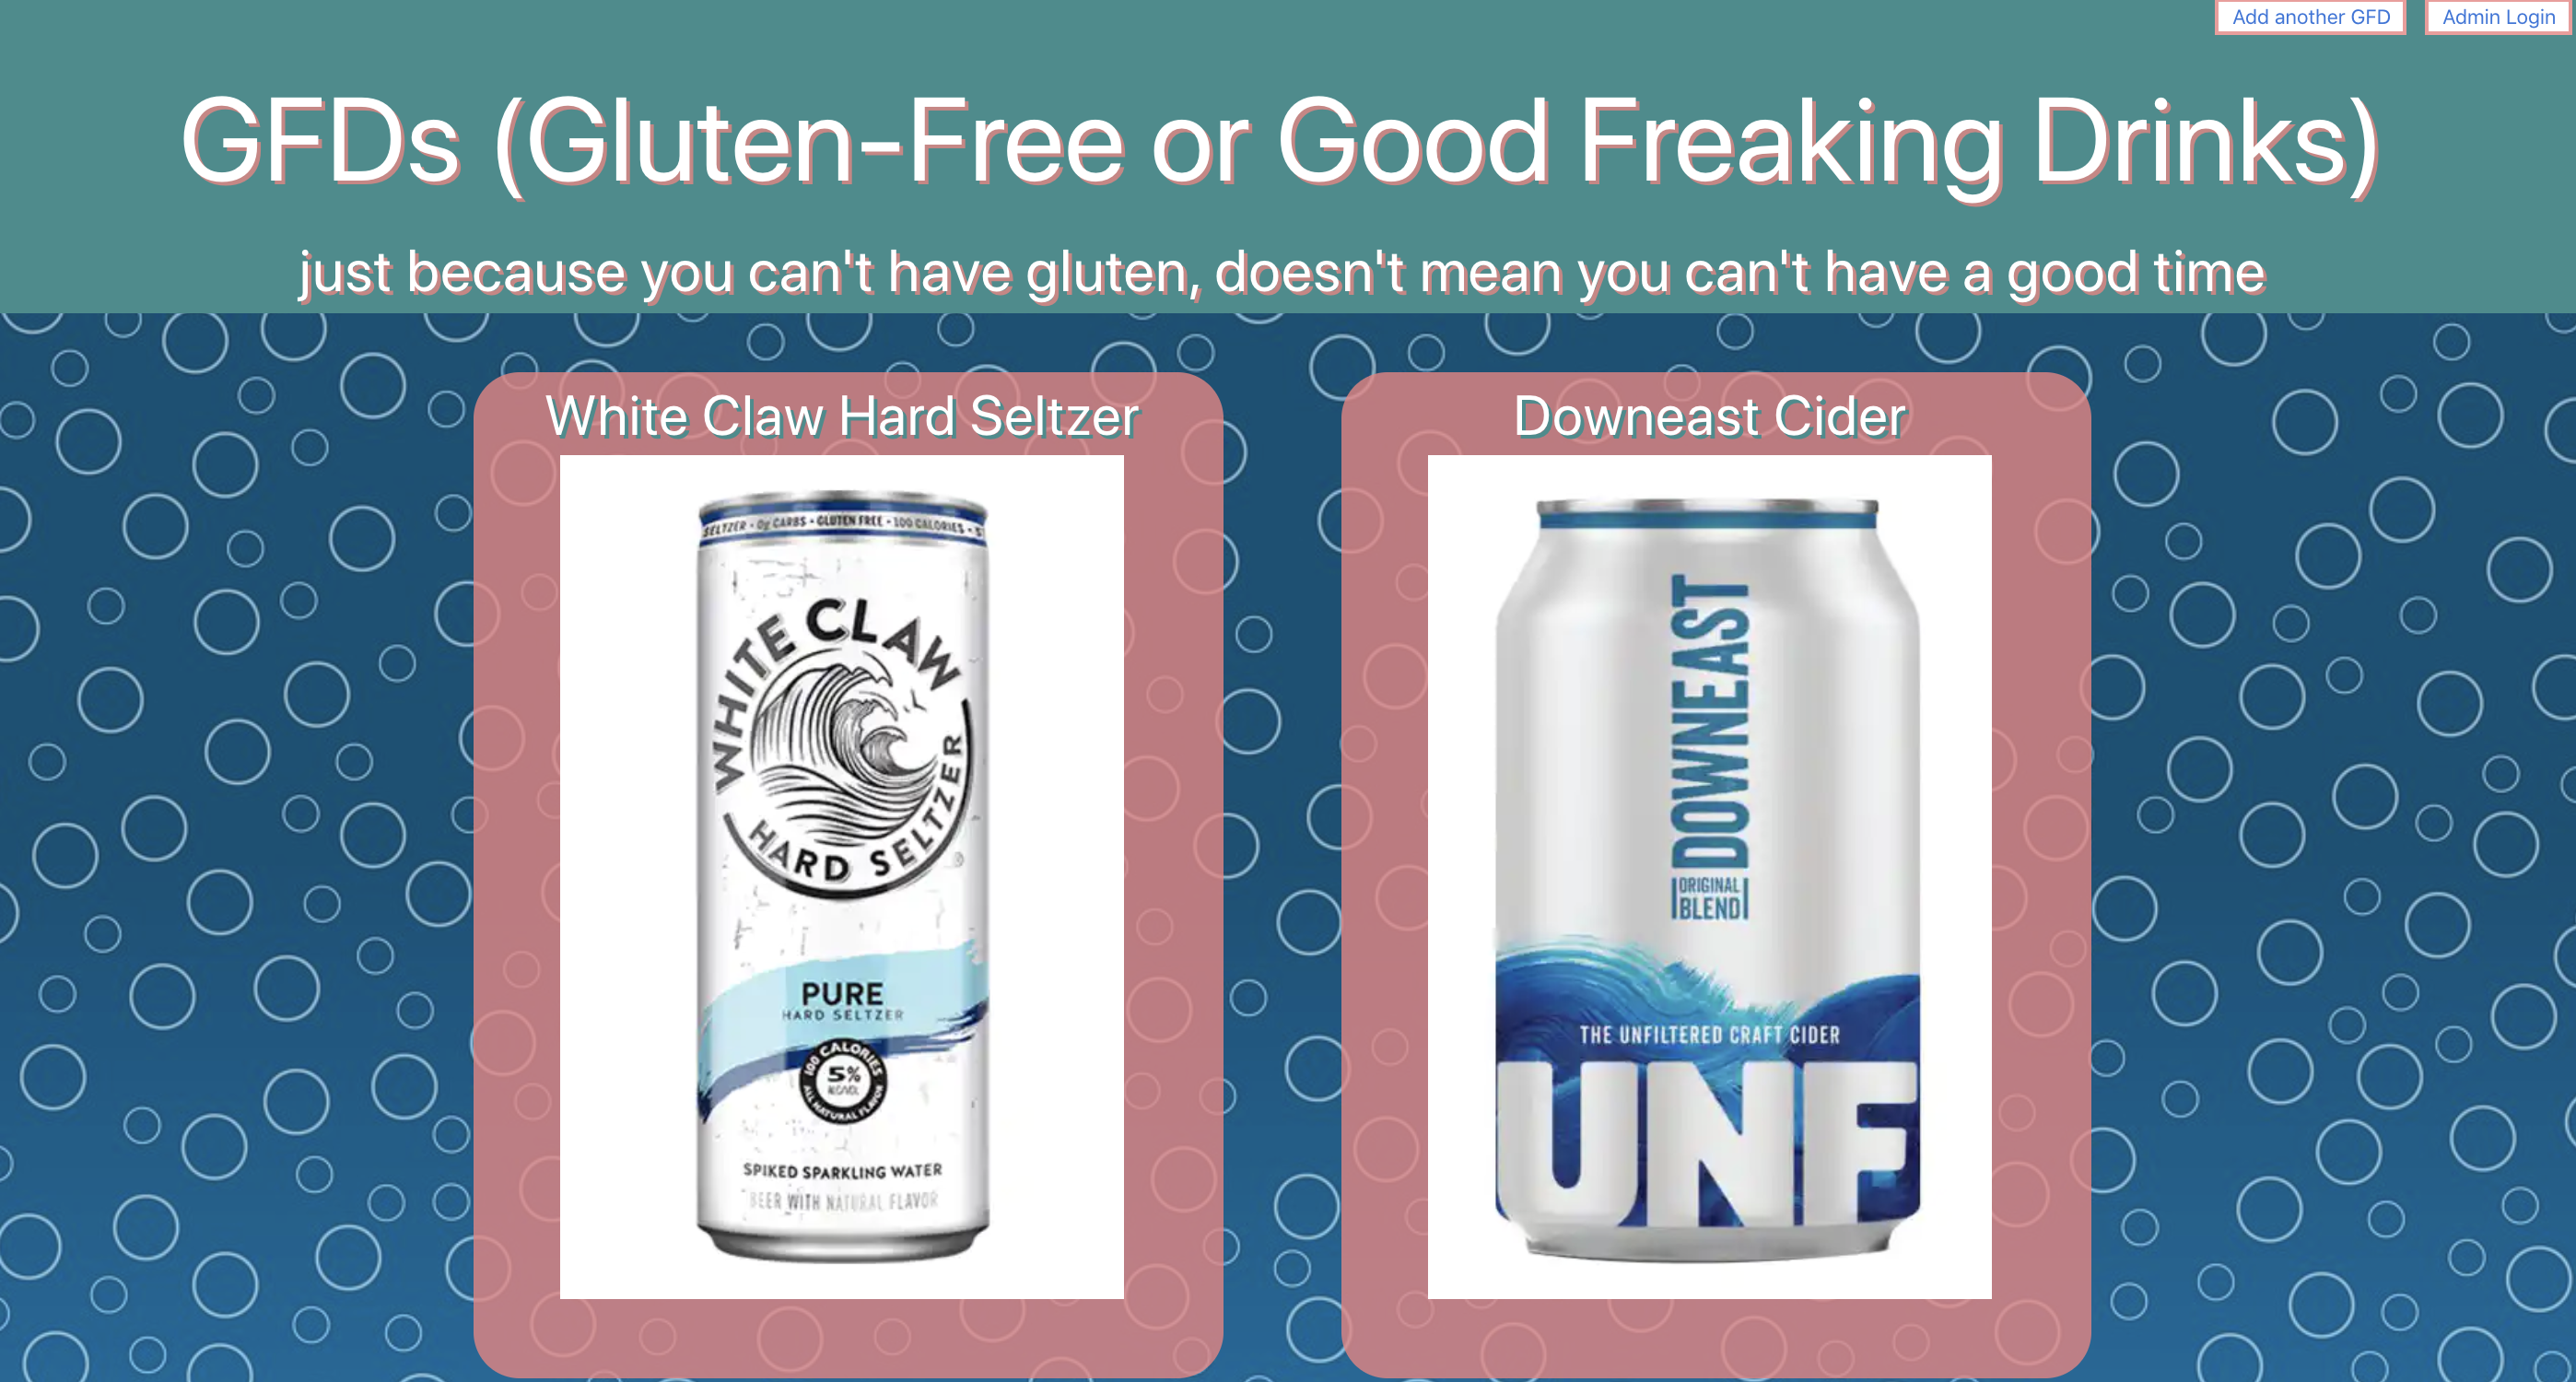 Add another GFD
Admin Login
GFDs (Gluten-Free or Good Freaking Drinks)
just because you can't have gluten, doesn't mean you can't have a good time
White Claw Hard Seltzer
SELTZER • 0g CARBS • GLUTEN FREE • 100 CALORIES •
WHITE CLAW
HARD SELTZER
PURE
HARD SELTZER
100 CALORIES
5%
ALC/VOL
ALL NATURAL FLAVOR
SPIKED SPARKLING WATER
BEER WITH NATURAL FLAVOR
Downeast Cider
DOWNEAST
ORIGINAL
BLEND
THE UNFILTERED CRAFT CIDER
UNF